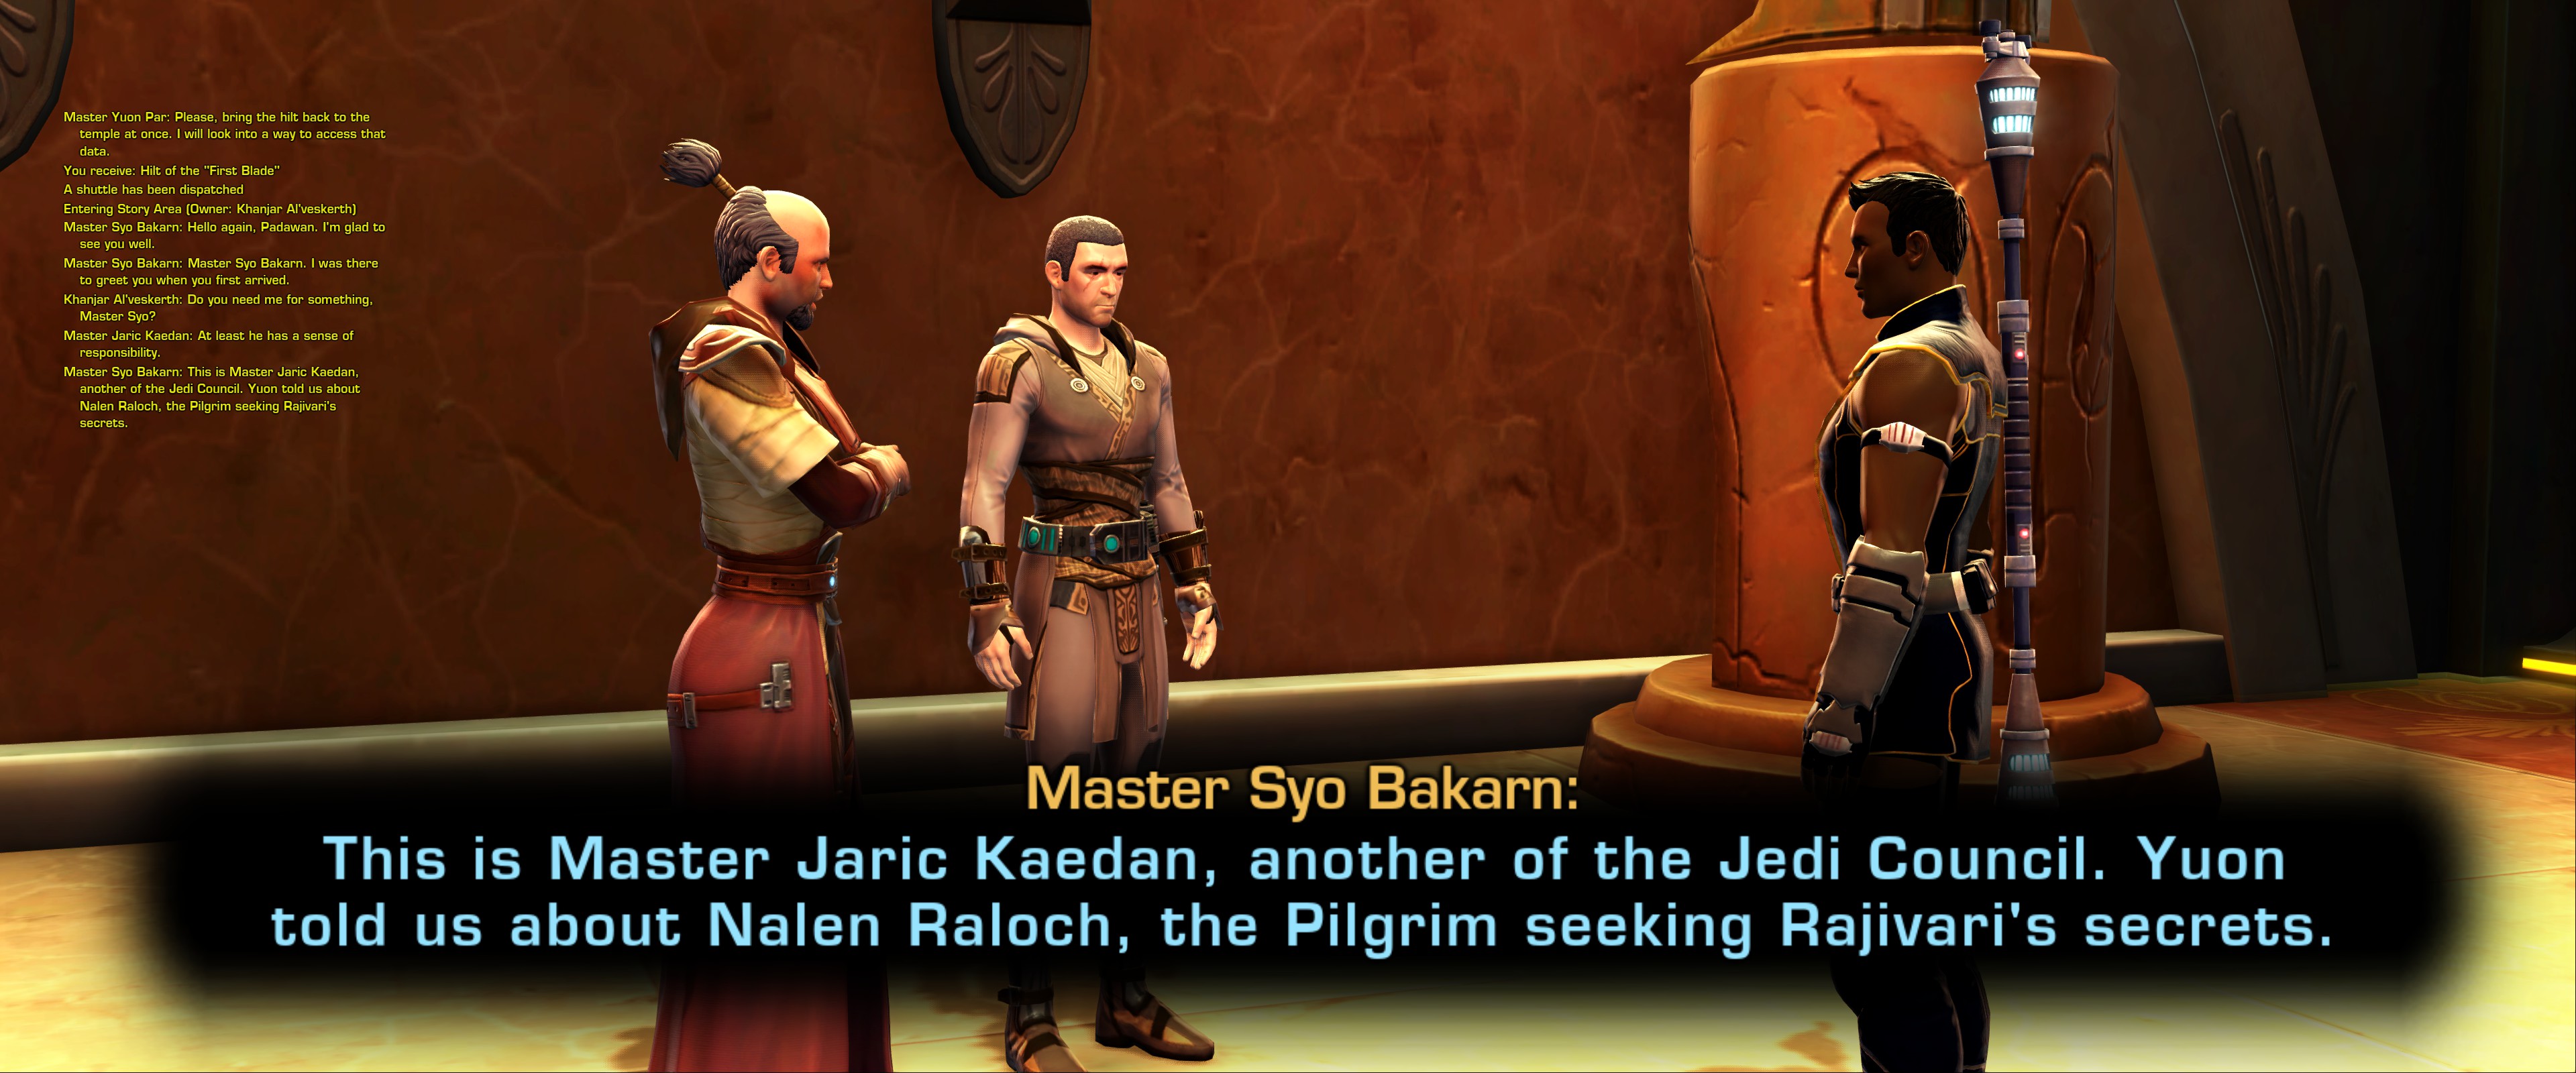 Master Yuon Par: Please, bring the hilt back to the
temple at once. I will look into a way to access that
data.
You receive: Hilt of the "First Blade"
A shuttle has been dispatched
Entering Story Area (Owner: Khanjar Al'veskerth)
Master Syo Bakarn: Hello again, Padawan. I'm glad to
see you well.
Master Syo Bakarn: Master Syo Bakarn. I was there
to greet you when you first arrived.
Khanjar Al'veskerth: Do you need me for something,
Master Syo?
Master Jaric Kaedan: At least he has a sense of
responsibility.
Master Syo Bakarn: This is Master Jaric Kaedan,
another of the Jedi Council. Yuon told us about
Nalen Raloch, the Pilgrim seeking Rajivari's
secrets.
Master Syo Bakarn:
This is Master Jaric Kaedan, another of the Jedi Council. Yuon
told us about Nalen Raloch, the Pilgrim seeking Rajivari's secrets.